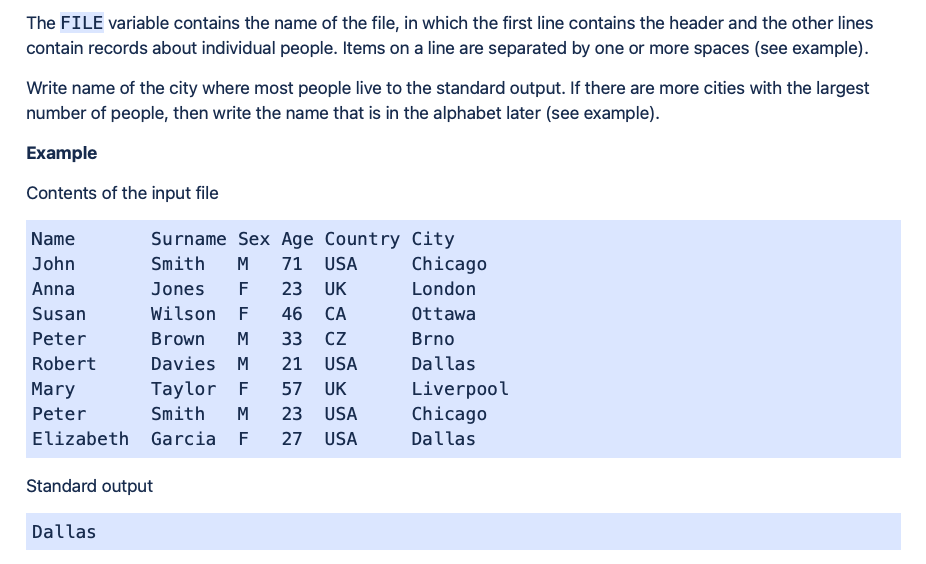 The FILE variable contains the name of the file, in which the first line contains the header and the other lines
contain records about individual people. Items on a line are separated by one or more spaces (see example).
Write name of the city where most people live to the standard output. If there are more cities with the largest
number of people, then write the name that is in the alphabet later (see example).
Example
Contents of the input file
Name       Surname Sex Age Country City
John       Smith   M   71  USA     Chicago
Anna       Jones   F   23  UK      London
Susan      Wilson  F   46  CA      Ottawa
Peter      Brown   M   33  CZ      Brno
Robert     Davies  M   21  USA     Dallas
Mary       Taylor  F   57  UK      Liverpool
Peter      Smith   M   23  USA     Chicago
Elizabeth  Garcia  F   27  USA     Dallas
Standard output
Dallas